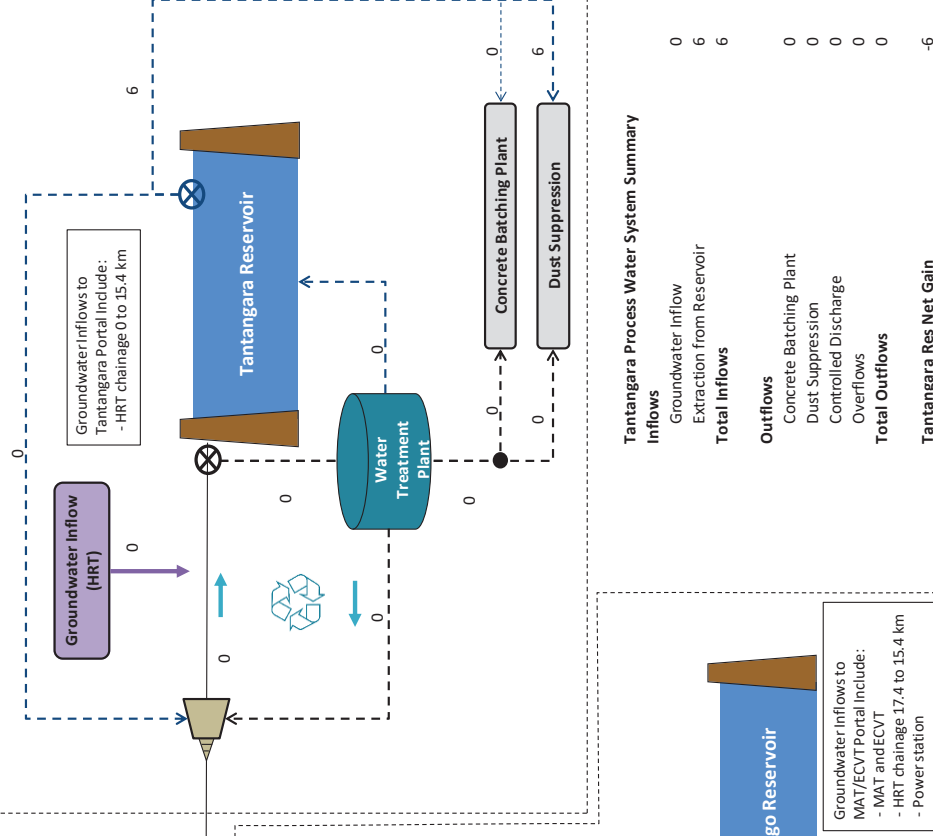 0
6
Groundwater Inflow
(HRT)
0
Groundwater Inflows to
Tantangara Portal Include:
- HRT chainage 0 to 15.4 km
0
Tantangara Reservoir
0
0
0
Water
Treatment
Plant
0
0
0
0
0
6
Concrete Batching Plant
Dust Suppression
Tantangara Process Water System Summary
Inflows
Groundwater Inflow 0
Extraction from Reservoir 6
Total Inflows 6
Outflows
Concrete Batching Plant 0
Dust Suppression 0
Controlled Discharge 0
Overflows 0
Total Outflows 0
Tantangara Res Net Gain -6
go Reservoir
Groundwater Inflows to
MAT/ECVT Portal Include:
- MAT and ECVT
- HRT chainage 17.4 to 15.4 km
- Power station